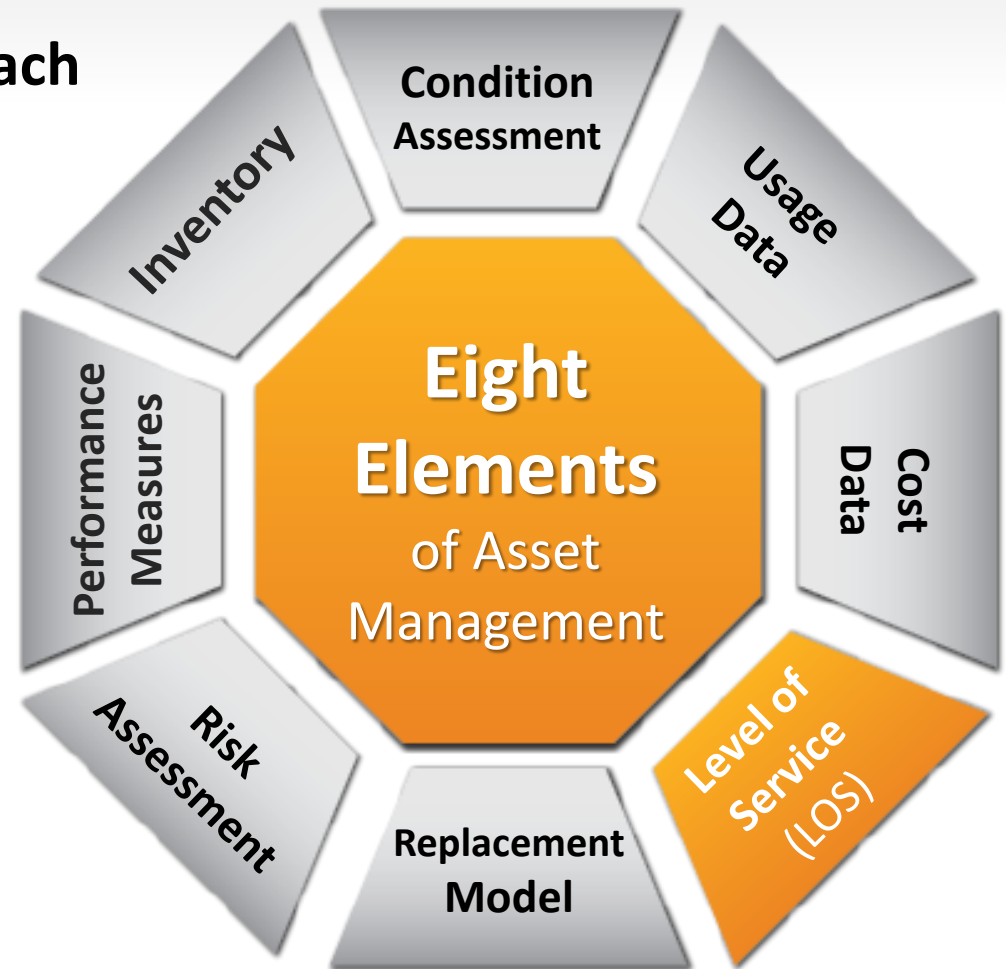 ach
Condition
Assessment
Usage
Data
Cost
Data
Level of
Service
(LOS)
Replacement
Model
Risk
Assessment
Performance
Measures
Inventory
Eight
Elements
of Asset
Management